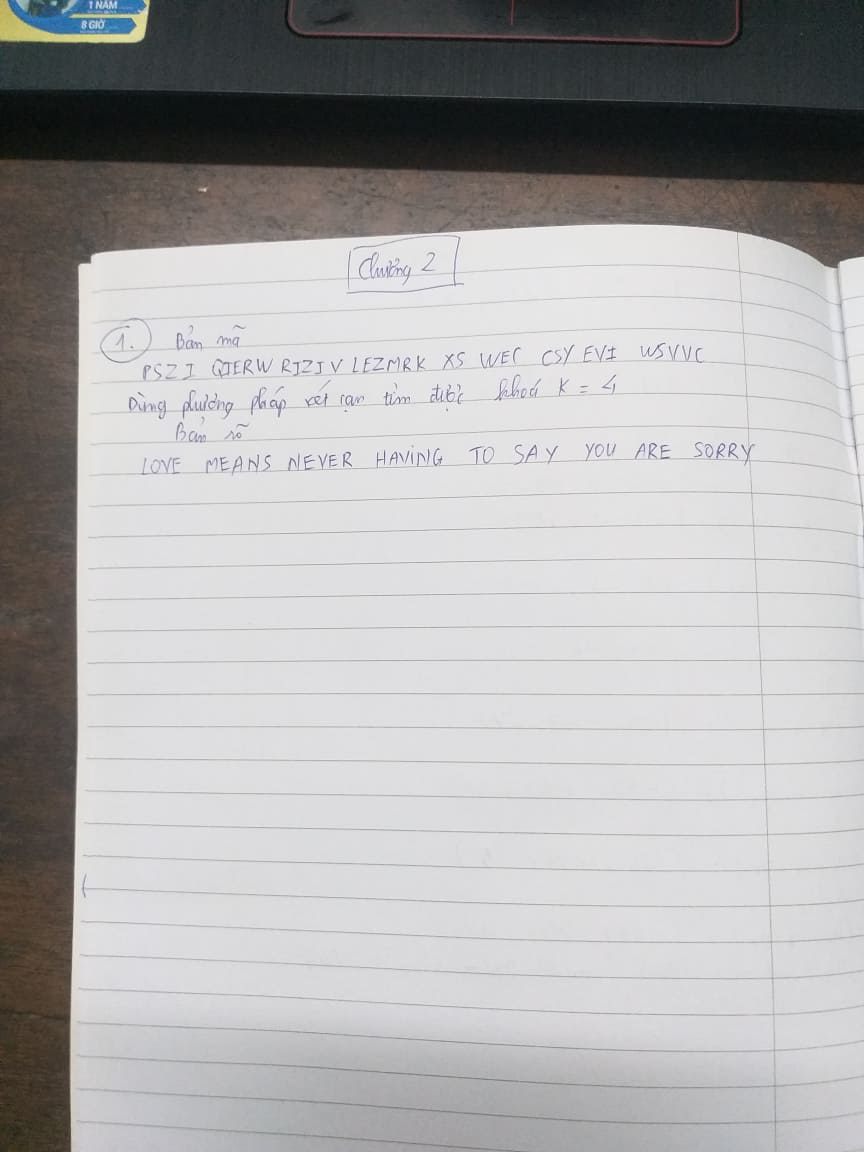 1 NĂM
8 GIỜ
Chương 2
1. Bản mã
PSZI QIERW RIZIV LEZMRK XS WEC CSY EVI WSVVC
Dùng phương pháp vét cạn tìm được khoá K = 4
Bản rõ
LOVE MEANS NEVER HAViNG TO SAY YOU ARE SORRY